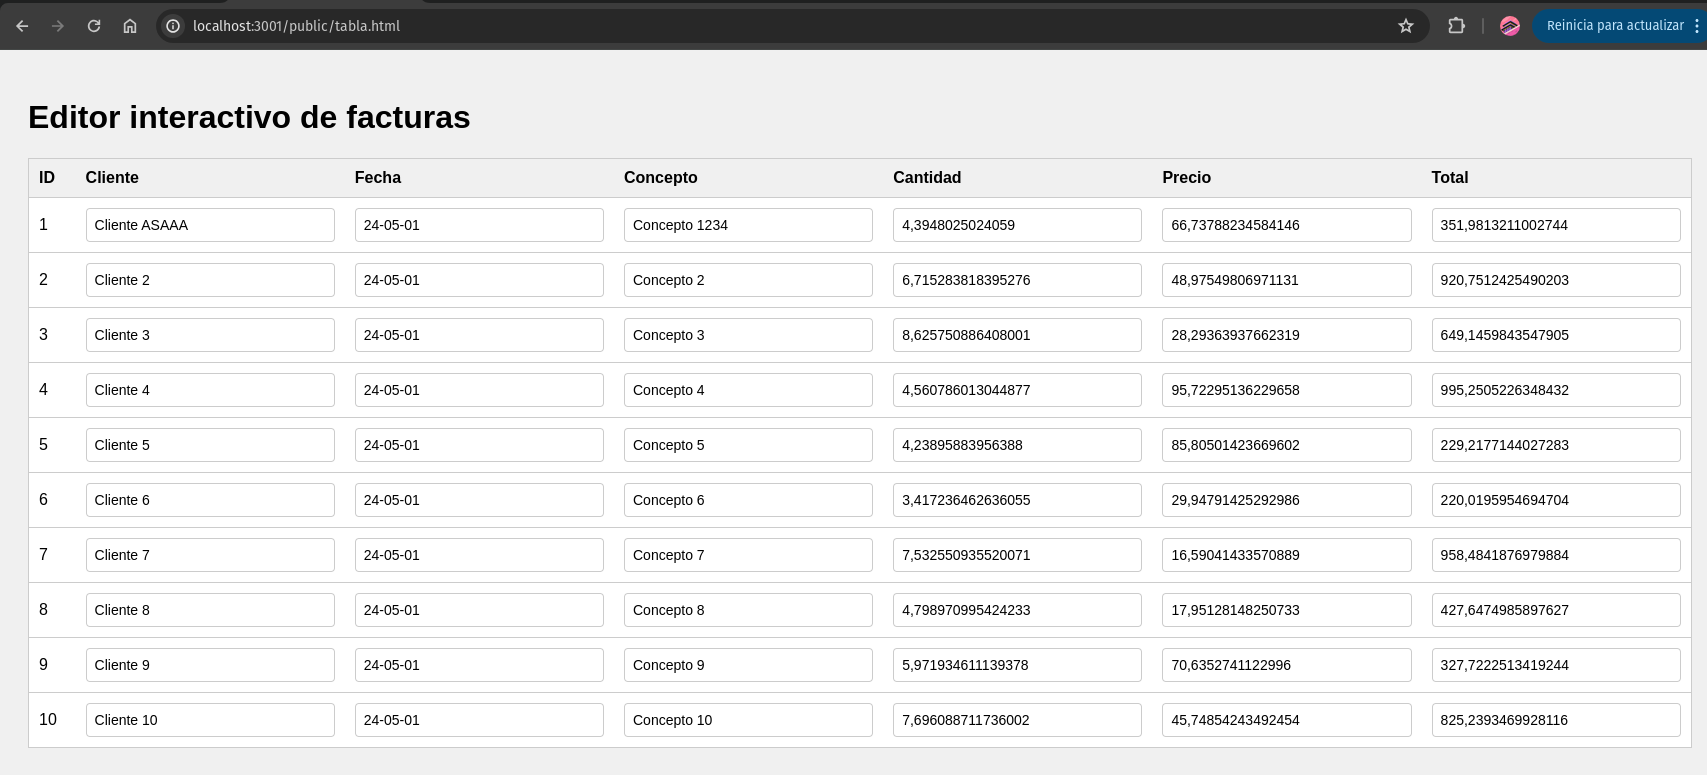 localhost:3001/public/tabla.html Reinicia para actualizar
Editor interactivo de facturas
ID Cliente Fecha Concepto Cantidad Precio Total
1 Cliente ASAAA 24-05-01 Concepto 1234 4,3948025024059 66,73788234584146 351,9813211002744
2 Cliente 2 24-05-01 Concepto 2 6,715283818395276 48,97549806971131 920,7512425490203
3 Cliente 3 24-05-01 Concepto 3 8,625750886408001 28,29363937662319 649,1459843547905
4 Cliente 4 24-05-01 Concepto 4 4,560786013044877 95,72295136229658 995,2505226348432
5 Cliente 5 24-05-01 Concepto 5 4,23895883956388 85,80501423669602 229,2177144027283
6 Cliente 6 24-05-01 Concepto 6 3,417236462636055 29,94791425292986 220,0195954694704
7 Cliente 7 24-05-01 Concepto 7 7,532550935520071 16,59041433570889 958,4841876979884
8 Cliente 8 24-05-01 Concepto 8 4,798970995424233 17,95128148250733 427,6474985897627
9 Cliente 9 24-05-01 Concepto 9 5,971934611139378 70,6352741122996 327,7222513419244
10 Cliente 10 24-05-01 Concepto 10 7,696088711736002 45,74854243492454 825,2393469928116